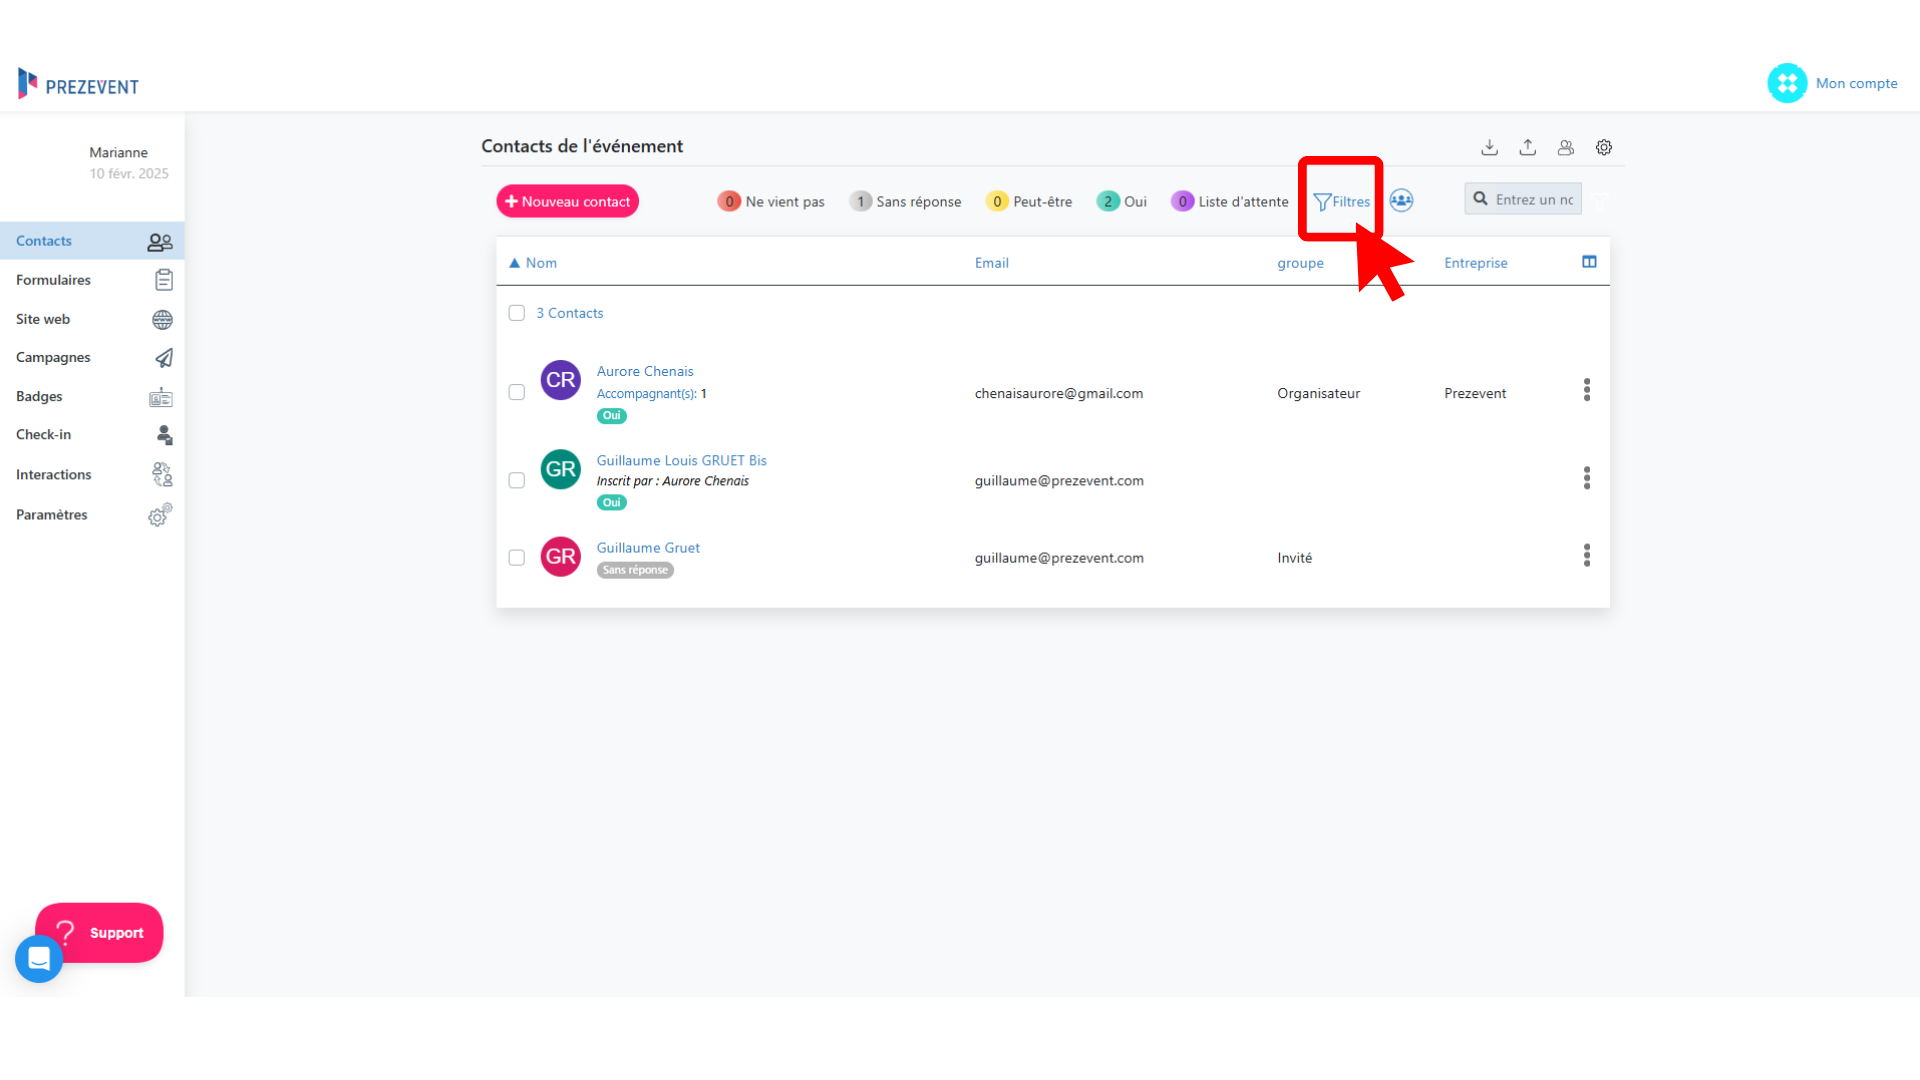 PREZEVENT
Mon compte
Marianne
10 févr. 2025
Contacts
Formulaires
Site web
Campagnes
Badges
Check-in
Interactions
Paramètres
? Support
Contacts de l'événement
+ Nouveau contact
0 Ne vient pas
1 Sans réponse
0 Peut-être
2 Oui
0 Liste d'attente
Filtres
Entrez un nc
▲ Nom Email groupe Entreprise
3 Contacts
CR
Aurore Chenais
Accompagnant(s): 1
Oui
chenaisaurore@gmail.com
Organisateur
Prezevent
GR
Guillaume Louis GRUET Bis
Inscrit par : Aurore Chenais
Oui
guillaume@prezevent.com
GR
Guillaume Gruet
Sans réponse
guillaume@prezevent.com
Invité